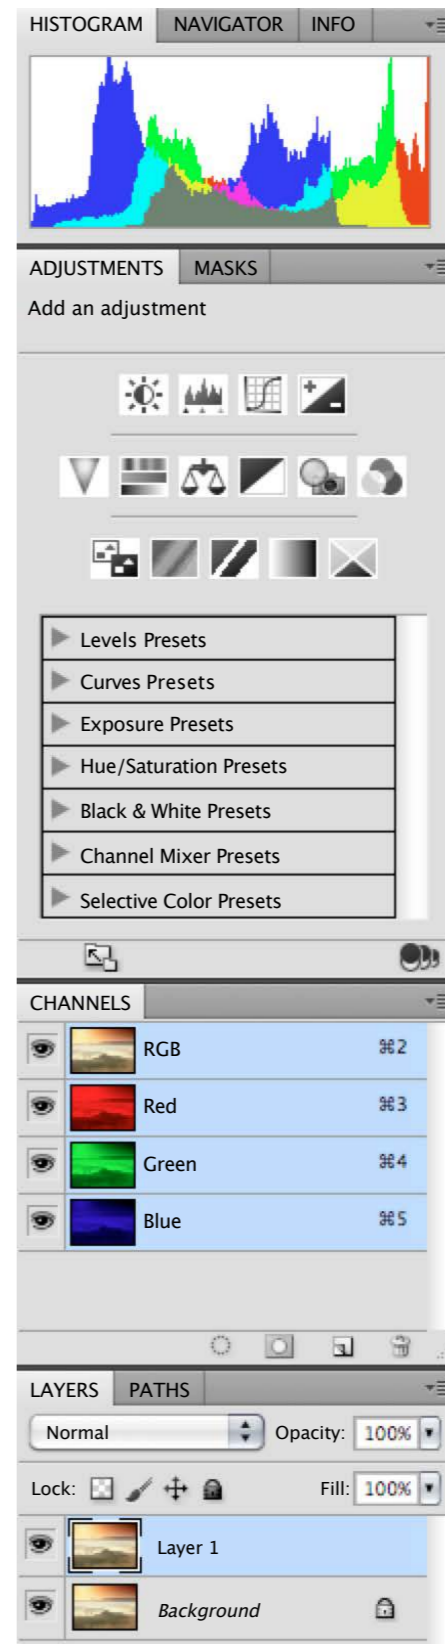 HISTOGRAM NAVIGATOR INFO
ADJUSTMENTS MASKS
Add an adjustment
Levels Presets
Curves Presets
Exposure Presets
Hue/Saturation Presets
Black & White Presets
Channel Mixer Presets
Selective Color Presets
CHANNELS
RGB ⌘2
Red ⌘3
Green ⌘4
Blue ⌘5
LAYERS PATHS
Normal Opacity: 100%
Lock: Fill: 100%
Layer 1
Background